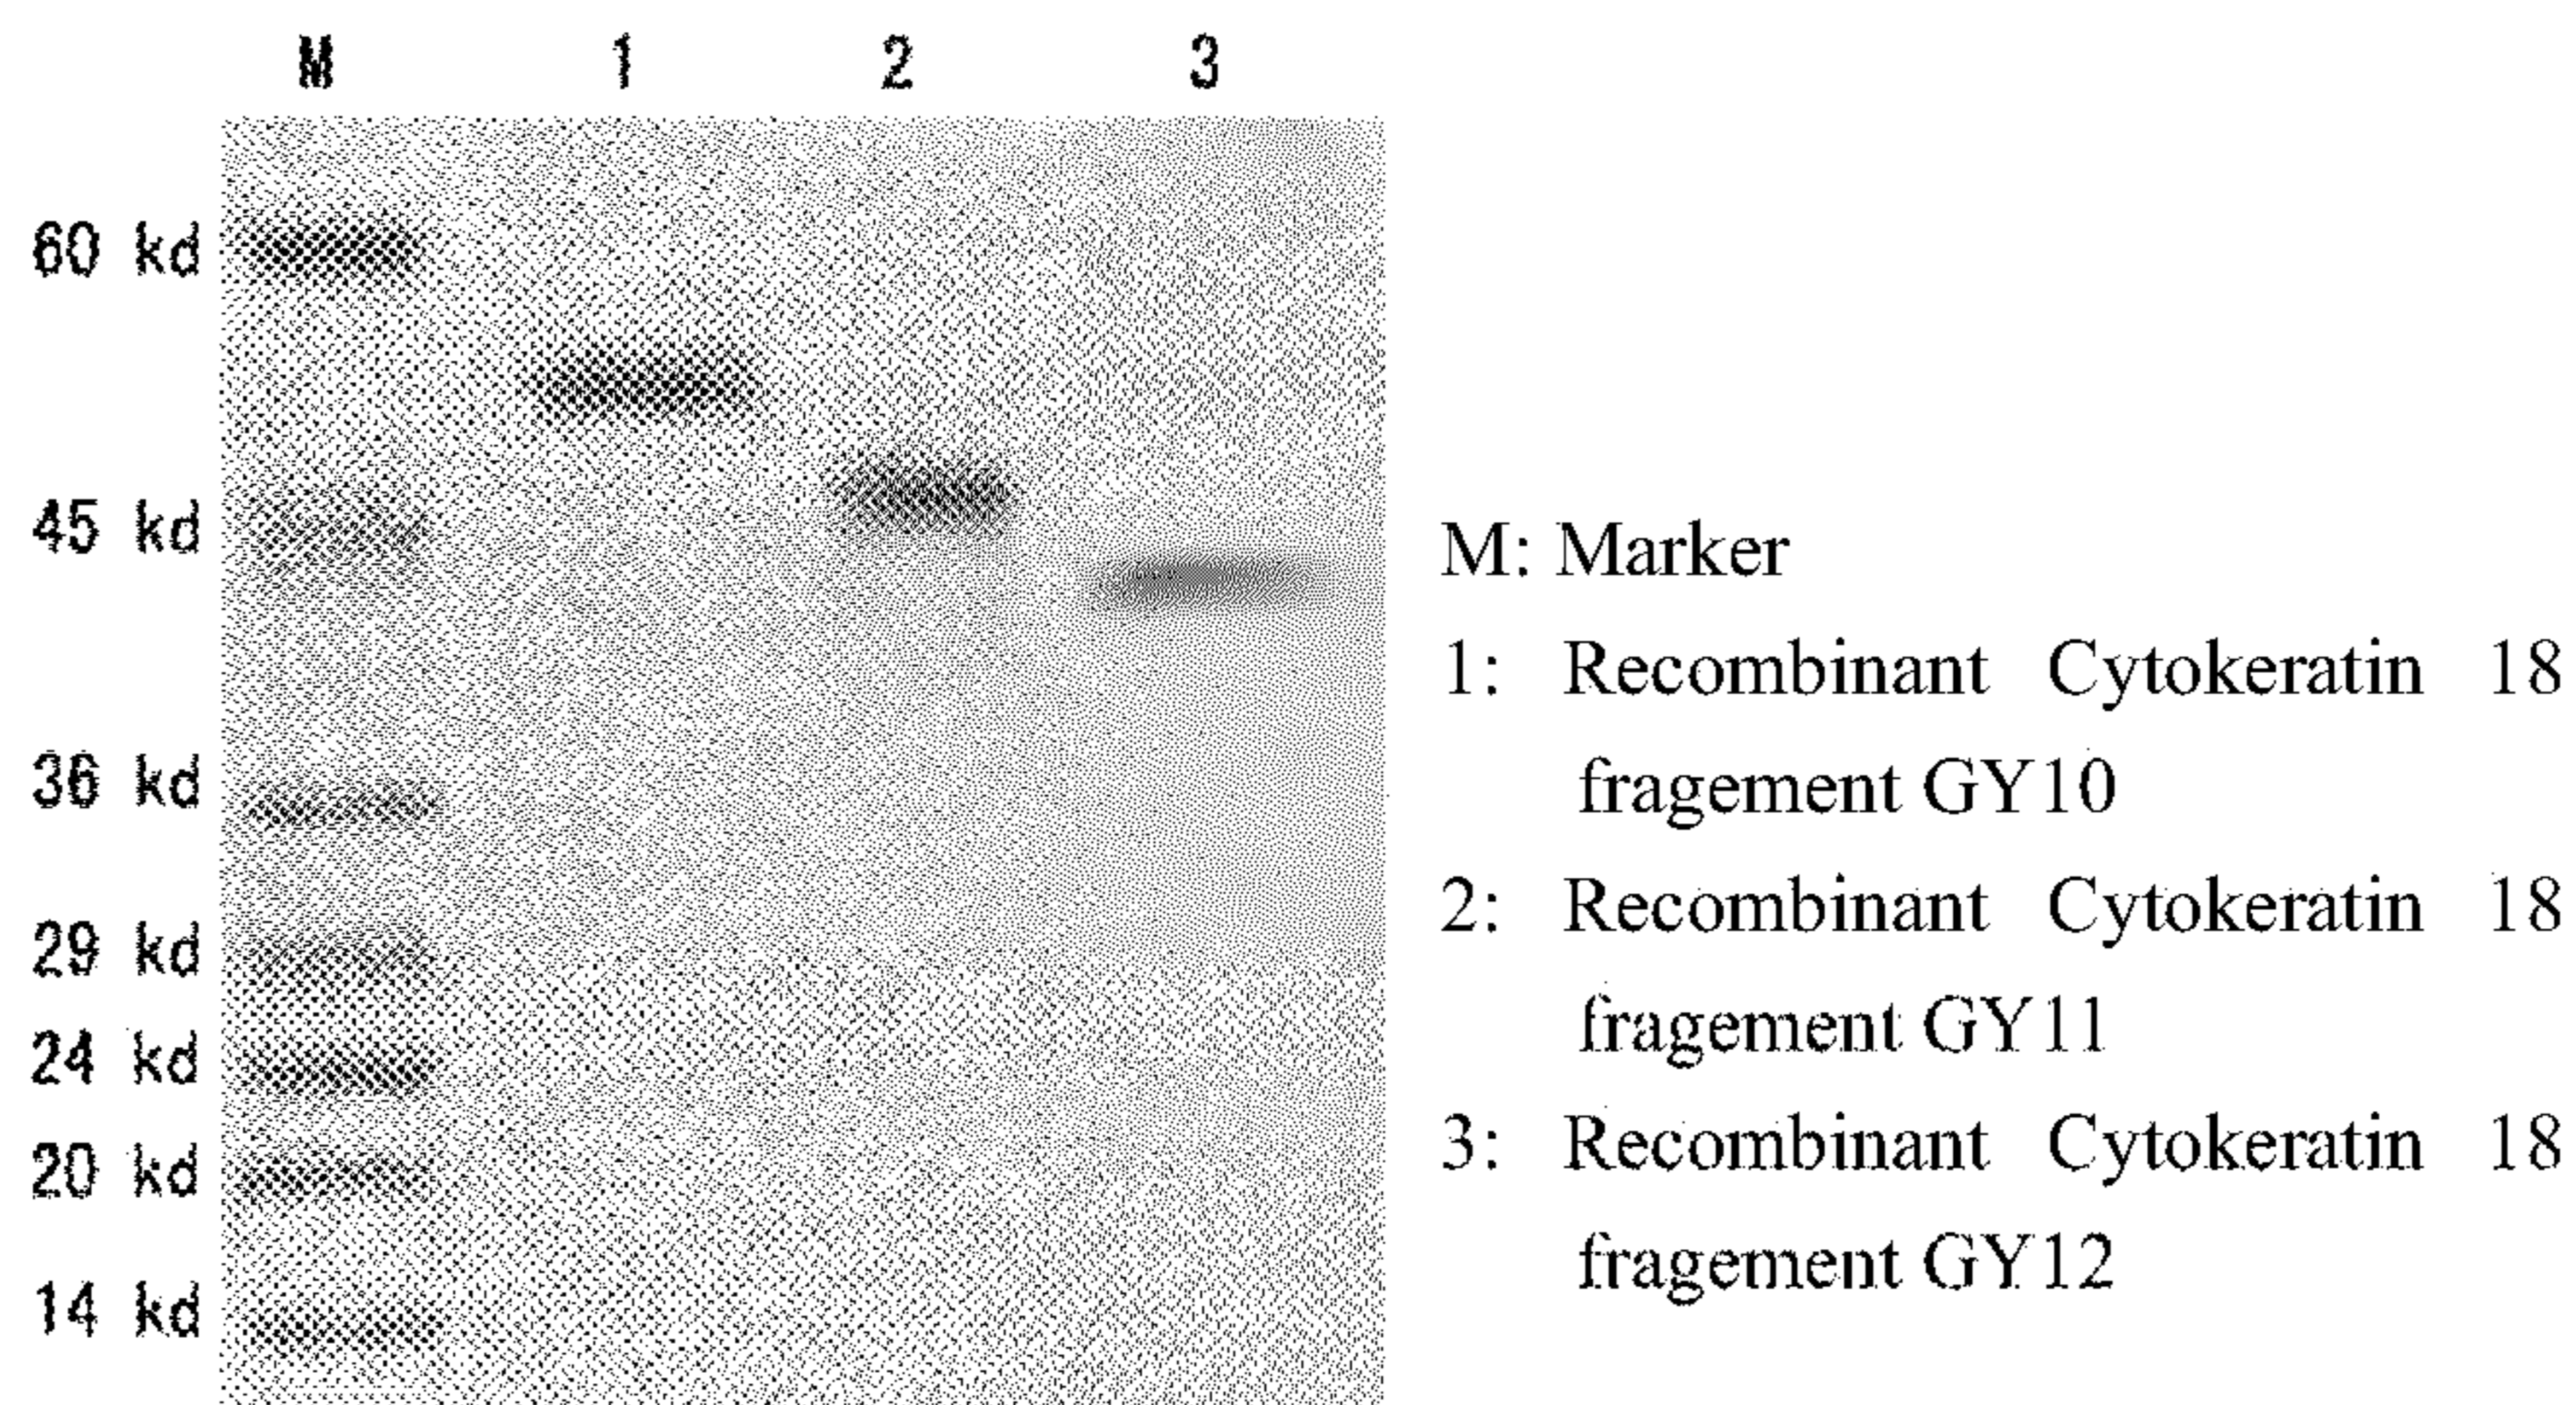 M 1 2 3
60 kd
45 kd
36 kd
29 kd
24 kd
20 kd
14 kd
M: Marker
1: Recombinant Cytokeratin 18
fragement GY10
2: Recombinant Cytokeratin 18
fragement GY11
3: Recombinant Cytokeratin 18
fragement GY12